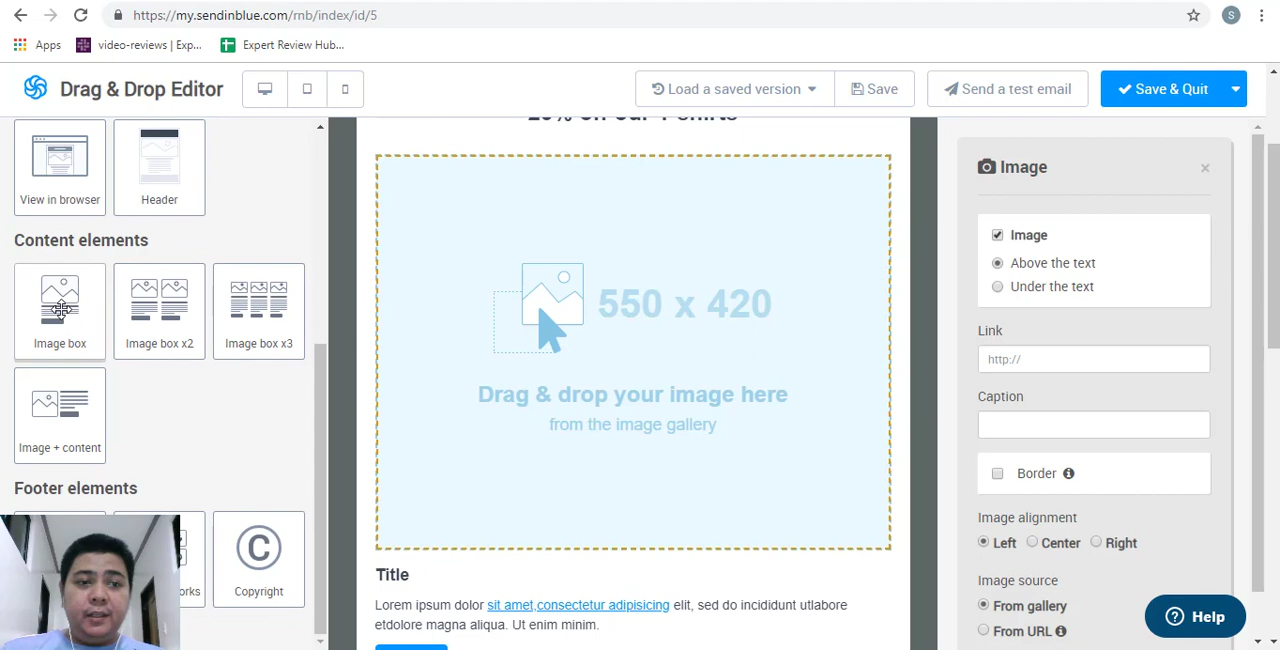 https://my.sendinblue.com/rnb/index/id/5
S
Apps
video-reviews | Exp...
Expert Review Hub...
Drag & Drop Editor
Load a saved version
Save
Send a test email
Save & Quit
View in browser
Header
Content elements
Image box
Image box x2
Image box x3
Image + content
Footer elements
Copyright
550 x 420
Drag & drop your image here
from the image gallery
Title
Lorem ipsum dolor sit amet,consectetur adipisicing elit, sed do incididunt utlabore
etdolore magna aliqua. Ut enim minim.
Image
Image
Above the text
Under the text
Link
http://
Caption
Border
Image alignment
Left
Center
Right
Image source
From gallery
From URL
Help